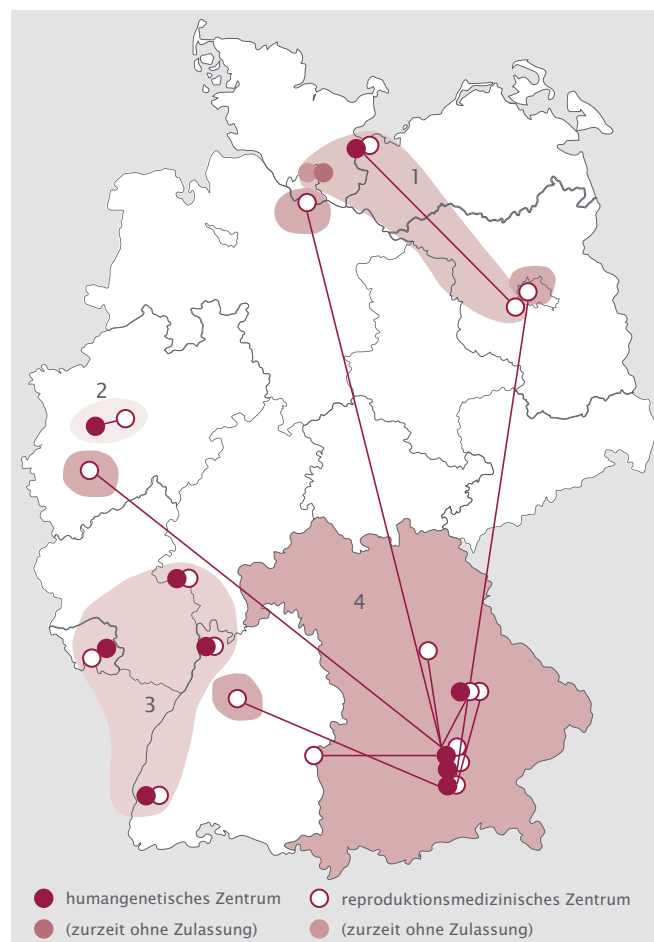 1
2
4
3
humangenetisches Zentrum
reproduktionsmedizinisches Zentrum
(zurzeit ohne Zulassung)
(zurzeit ohne Zulassung)